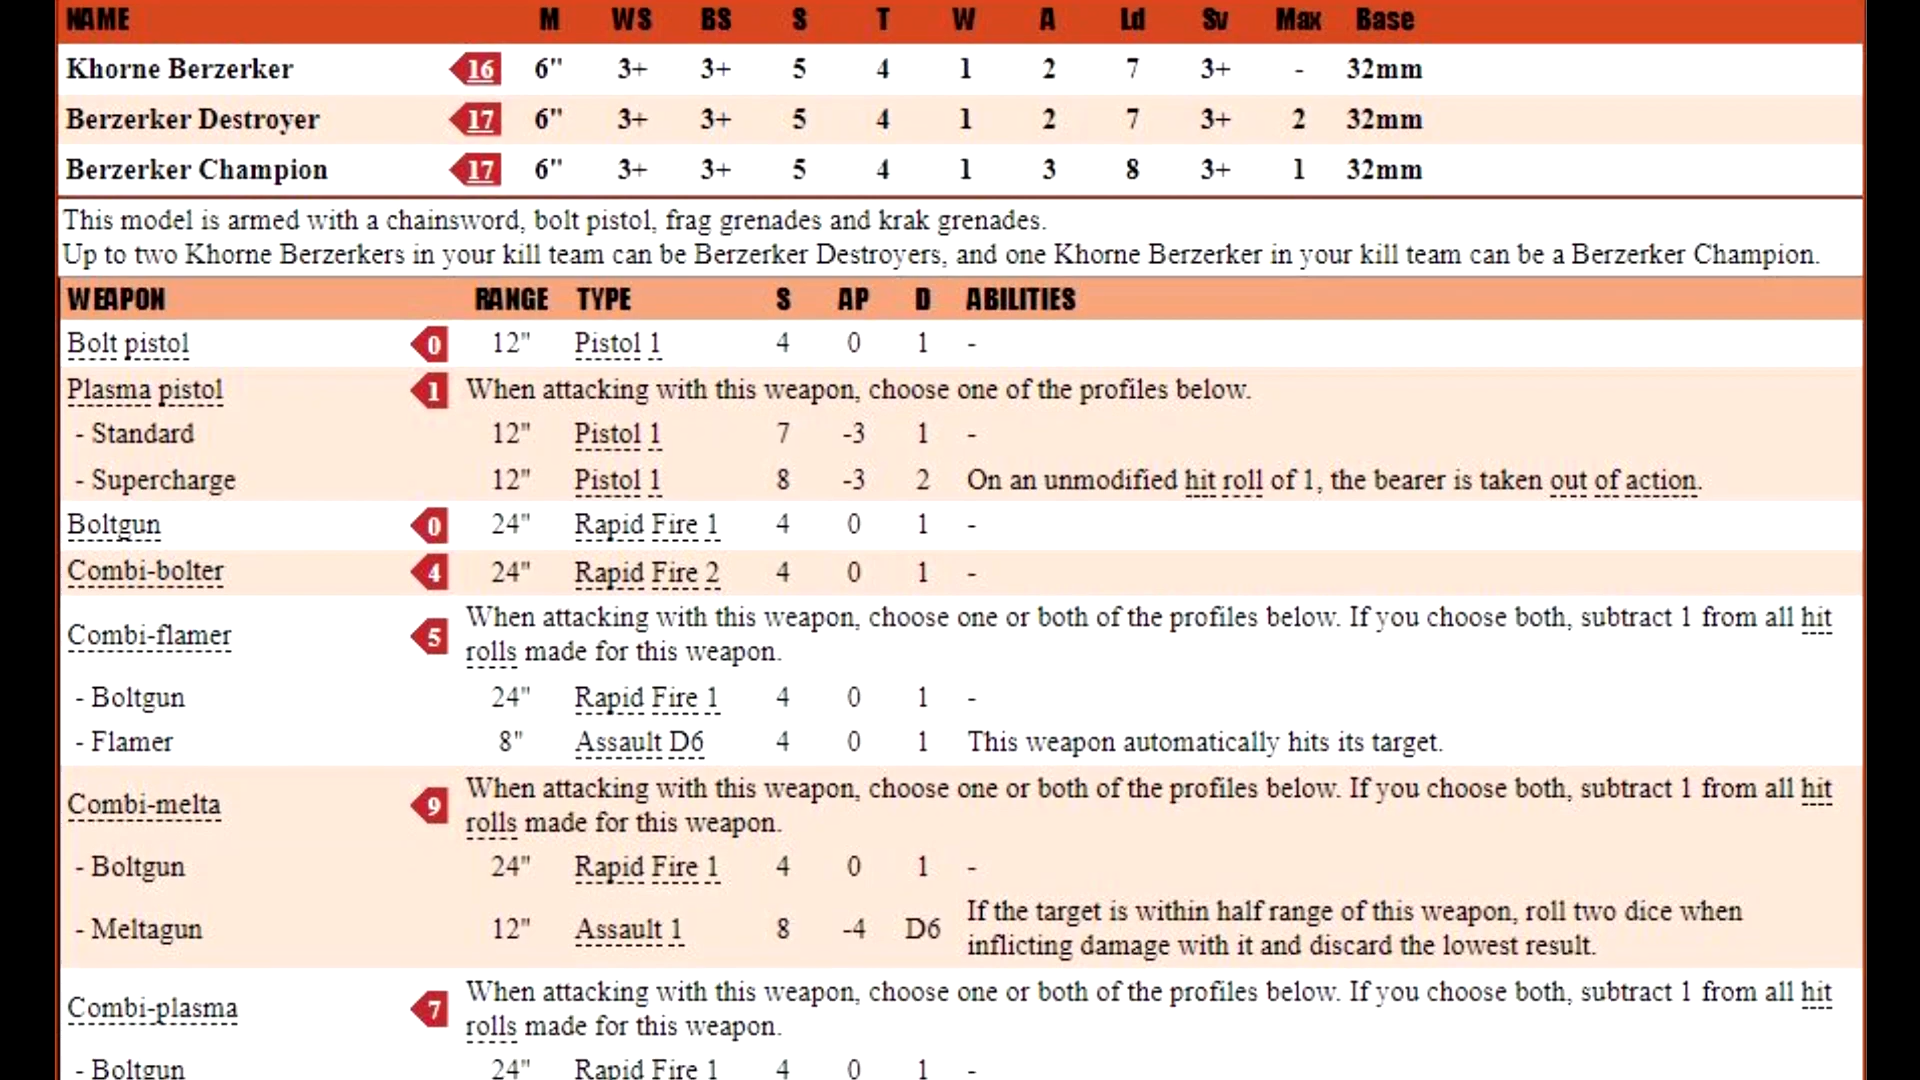 NAME M WS BS S T W A Ld Sv Max Base
Khorne Berzerker 16 6" 3+ 3+ 5 4 1 2 7 3+ - 32mm
Berzerker Destroyer 17 6" 3+ 3+ 5 4 1 2 7 3+ 2 32mm
Berzerker Champion 17 6" 3+ 3+ 5 4 1 3 8 3+ 1 32mm
This model is armed with a chainsword, bolt pistol, frag grenades and krak grenades.
Up to two Khorne Berzerkers in your kill team can be Berzerker Destroyers, and one Khorne Berzerker in your kill team can be a Berzerker Champion.
WEAPON RANGE TYPE S AP D ABILITIES
Bolt pistol 0 12" Pistol 1 4 0 1 -
Plasma pistol 1 When attacking with this weapon, choose one of the profiles below.
- Standard 12" Pistol 1 7 -3 1 -
- Supercharge 12" Pistol 1 8 -3 2 On an unmodified hit roll of 1, the bearer is taken out of action.
Boltgun 0 24" Rapid Fire 1 4 0 1 -
Combi-bolter 4 24" Rapid Fire 2 4 0 1 -
Combi-flamer 5 When attacking with this weapon, choose one or both of the profiles below. If you choose both, subtract 1 from all hit
rolls made for this weapon.
- Boltgun 24" Rapid Fire 1 4 0 1 -
- Flamer 8" Assault D6 4 0 1 This weapon automatically hits its target.
Combi-melta 9 When attacking with this weapon, choose one or both of the profiles below. If you choose both, subtract 1 from all hit
rolls made for this weapon.
- Boltgun 24" Rapid Fire 1 4 0 1 -
- Meltagun 12" Assault 1 8 -4 D6 If the target is within half range of this weapon, roll two dice when
inflicting damage with it and discard the lowest result.
Combi-plasma 7 When attacking with this weapon, choose one or both of the profiles below. If you choose both, subtract 1 from all hit
rolls made for this weapon.
- Boltgun 24" Rapid Fire 1 4 0 1 -